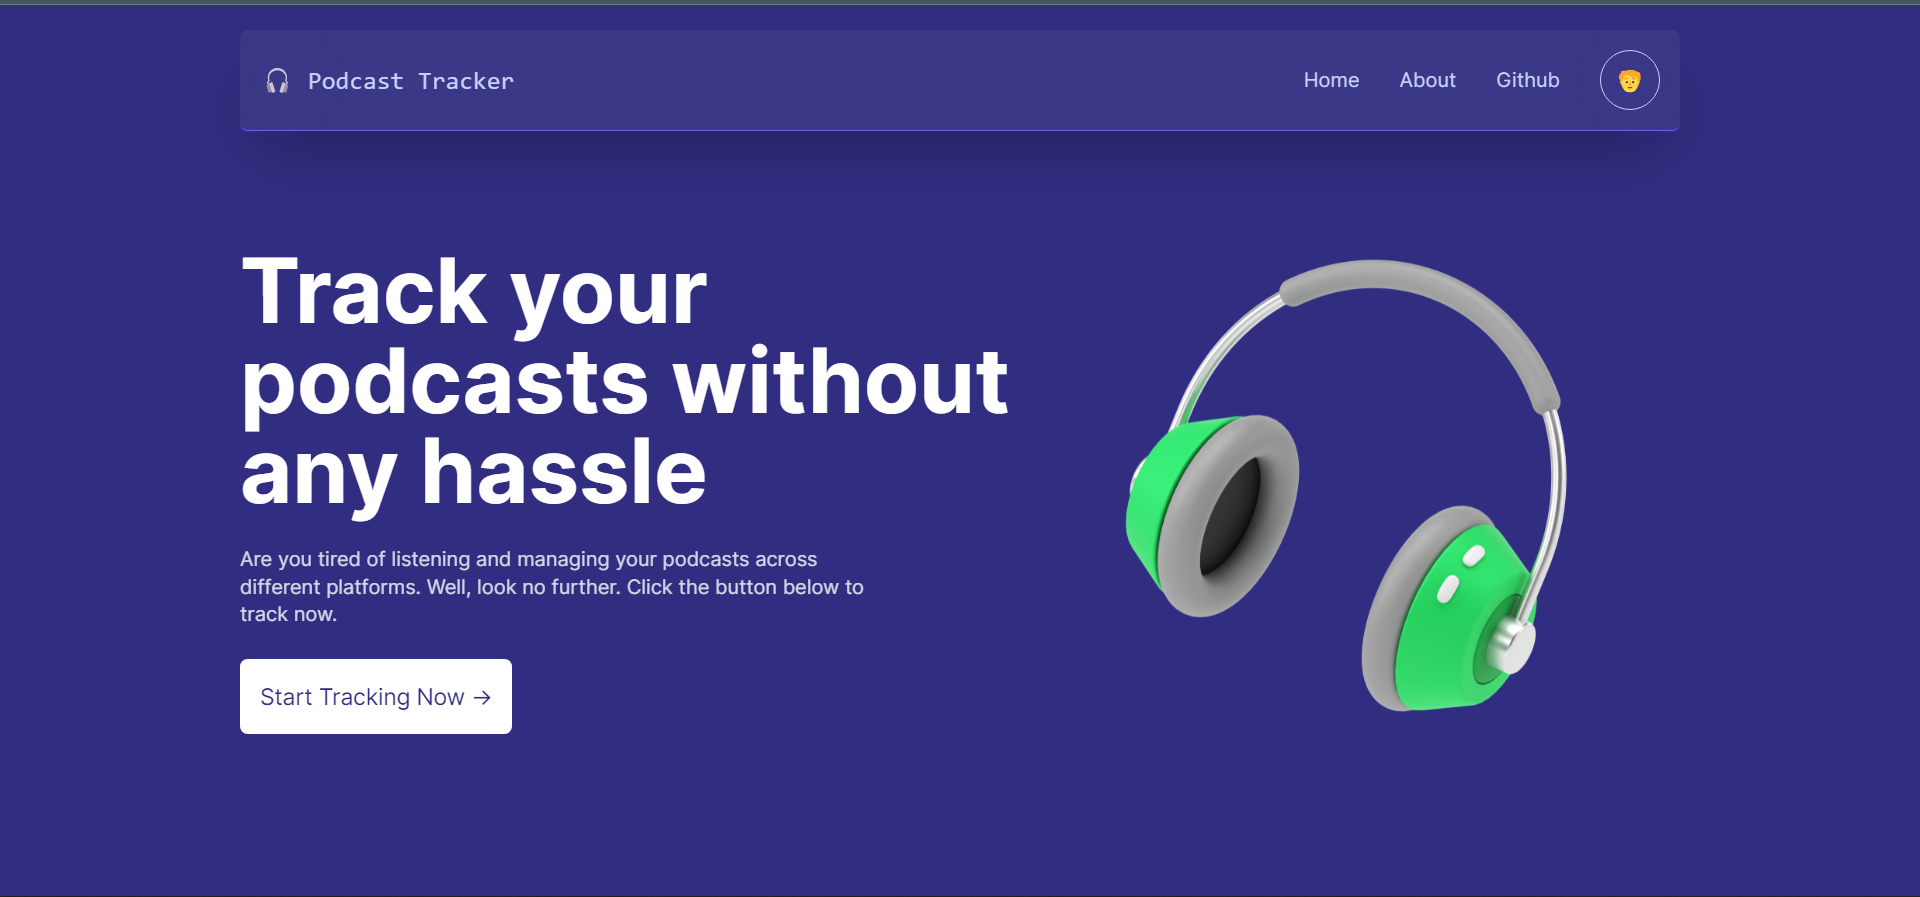 Podcast Tracker
Home
About
Github
Track your
podcasts without
any hassle
Are you tired of listening and managing your podcasts across
different platforms. Well, look no further. Click the button below to
track now.
Start Tracking Now →